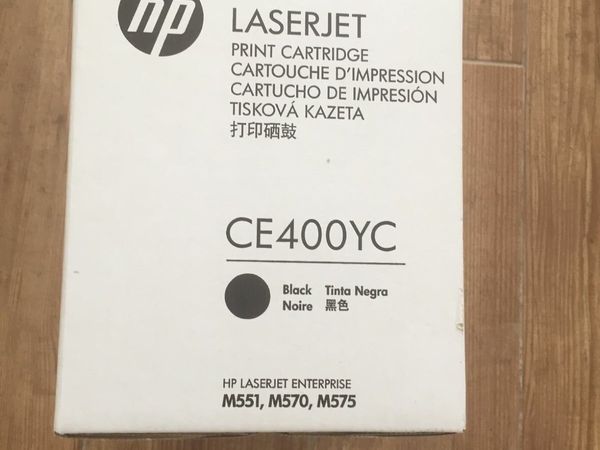 hp
LASERJET
PRINT CARTRIDGE
CARTOUCHE D'IMPRESSION
CARTUCHO DE IMPRESIÓN
TISKOVÁ KAZETA
打印硒鼓
CE400YC
Black Tinta Negra
Noire 黑色
HP LASERJET ENTERPRISE
M551, M570, M575